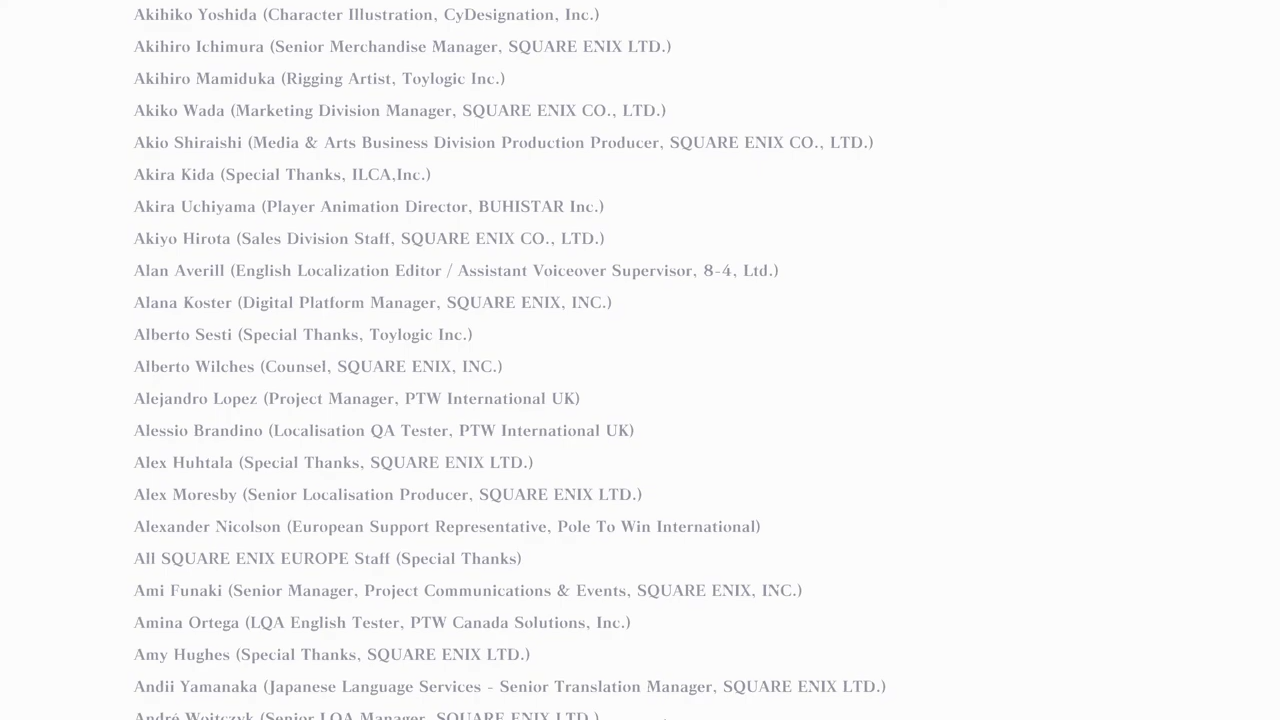 Akihiko Yoshida (Character Illustration, CyDesignation, Inc.)
Akihiro Ichimura (Senior Merchandise Manager, SQUARE ENIX LTD.)
Akihiro Mamiduka (Rigging Artist, Toylogic Inc.)
Akiko Wada (Marketing Division Manager, SQUARE ENIX CO., LTD.)
Akio Shiraishi (Media & Arts Business Division Production Producer, SQUARE ENIX CO., LTD.)
Akira Kida (Special Thanks, ILCA,Inc.)
Akira Uchiyama (Player Animation Director, BUHISTAR Inc.)
Akiyo Hirota (Sales Division Staff, SQUARE ENIX CO., LTD.)
Alan Averill (English Localization Editor / Assistant Voiceover Supervisor, 8-4, Ltd.)
Alana Koster (Digital Platform Manager, SQUARE ENIX, INC.)
Alberto Sesti (Special Thanks, Toylogic Inc.)
Alberto Wilches (Counsel, SQUARE ENIX, INC.)
Alejandro Lopez (Project Manager, PTW International UK)
Alessio Brandino (Localisation QA Tester, PTW International UK)
Alex Huhtala (Special Thanks, SQUARE ENIX LTD.)
Alex Moresby (Senior Localisation Producer, SQUARE ENIX LTD.)
Alexander Nicolson (European Support Representative, Pole To Win International)
All SQUARE ENIX EUROPE Staff (Special Thanks)
Ami Funaki (Senior Manager, Project Communications & Events, SQUARE ENIX, INC.)
Amina Ortega (LQA English Tester, PTW Canada Solutions, Inc.)
Amy Hughes (Special Thanks, SQUARE ENIX LTD.)
Andii Yamanaka (Japanese Language Services - Senior Translation Manager, SQUARE ENIX LTD.)
André Wojtczyk (Senior LQA Manager, SQUARE ENIX LTD.)